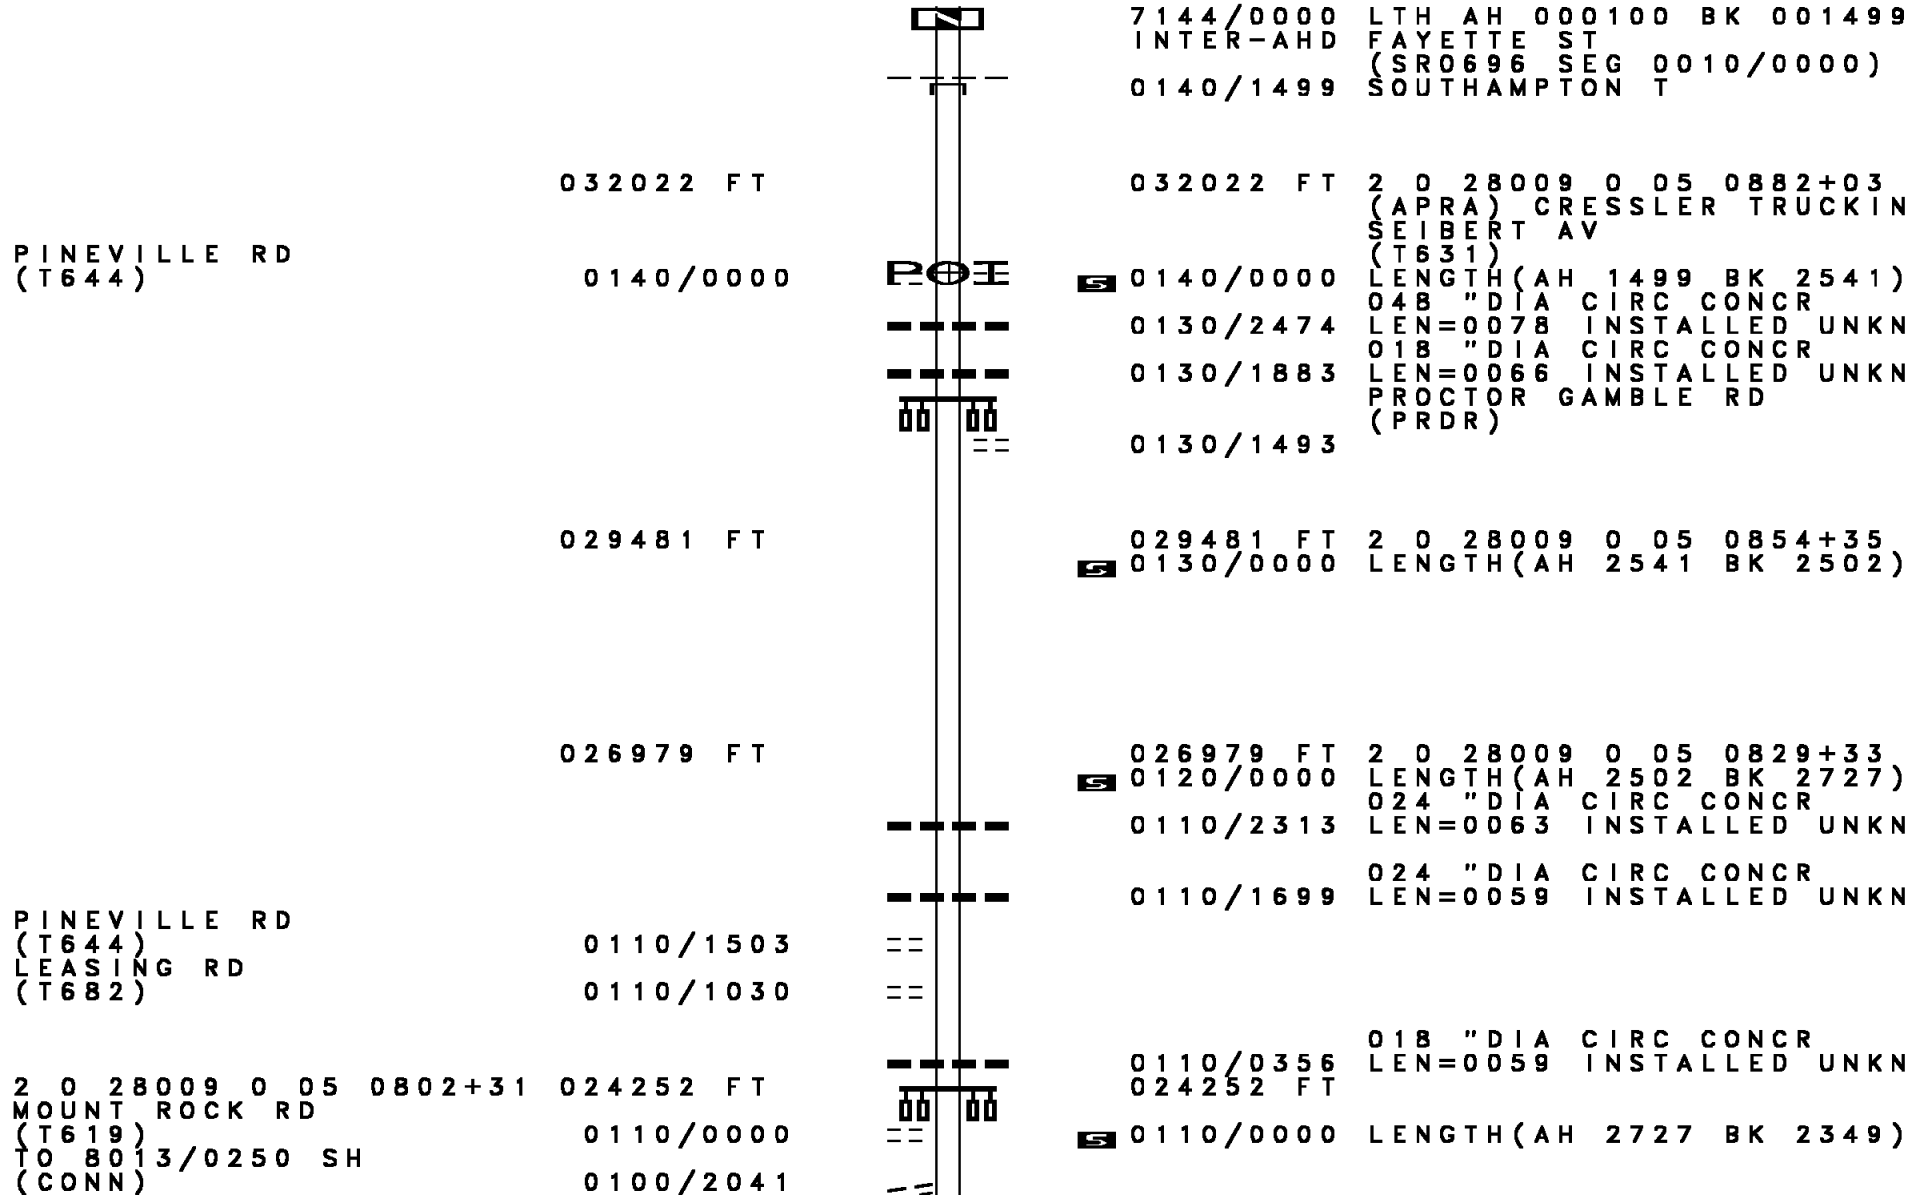 7144/0000 LTH AH 000100 BK 001499
INTER-AHD FAYETTE ST
(SR0696 SEG 0010/0000)
0140/1499 SOUTHAMPTON T
032022 FT 032022 FT 2 0 28009 0 05 0882+03
(APRA) CRESSLER TRUCKIN
SEIBERT AV
PINEVILLE RD (T631)
(T644) 0140/0000 POI S 0140/0000 LENGTH(AH 1499 BK 2541)
048 "DIA CIRC CONCR
0130/2474 LEN=0078 INSTALLED UNKN
018 "DIA CIRC CONCR
0130/1883 LEN=0066 INSTALLED UNKN
PROCTOR GAMBLE RD
(PRDR)
0130/1493
029481 FT 029481 FT 2 0 28009 0 05 0854+35
S 0130/0000 LENGTH(AH 2541 BK 2502)
026979 FT 026979 FT 2 0 28009 0 05 0829+33
S 0120/0000 LENGTH(AH 2502 BK 2727)
024 "DIA CIRC CONCR
0110/2313 LEN=0063 INSTALLED UNKN
024 "DIA CIRC CONCR
0110/1699 LEN=0059 INSTALLED UNKN
PINEVILLE RD
(T644) 0110/1503
LEASING RD
(T682) 0110/1030
018 "DIA CIRC CONCR
0110/0356 LEN=0059 INSTALLED UNKN
2 0 28009 0 05 0802+31 024252 FT 024252 FT
MOUNT ROCK RD
(T619) 0110/0000 S 0110/0000 LENGTH(AH 2727 BK 2349)
TO 8013/0250 SH
(CONN) 0100/2041